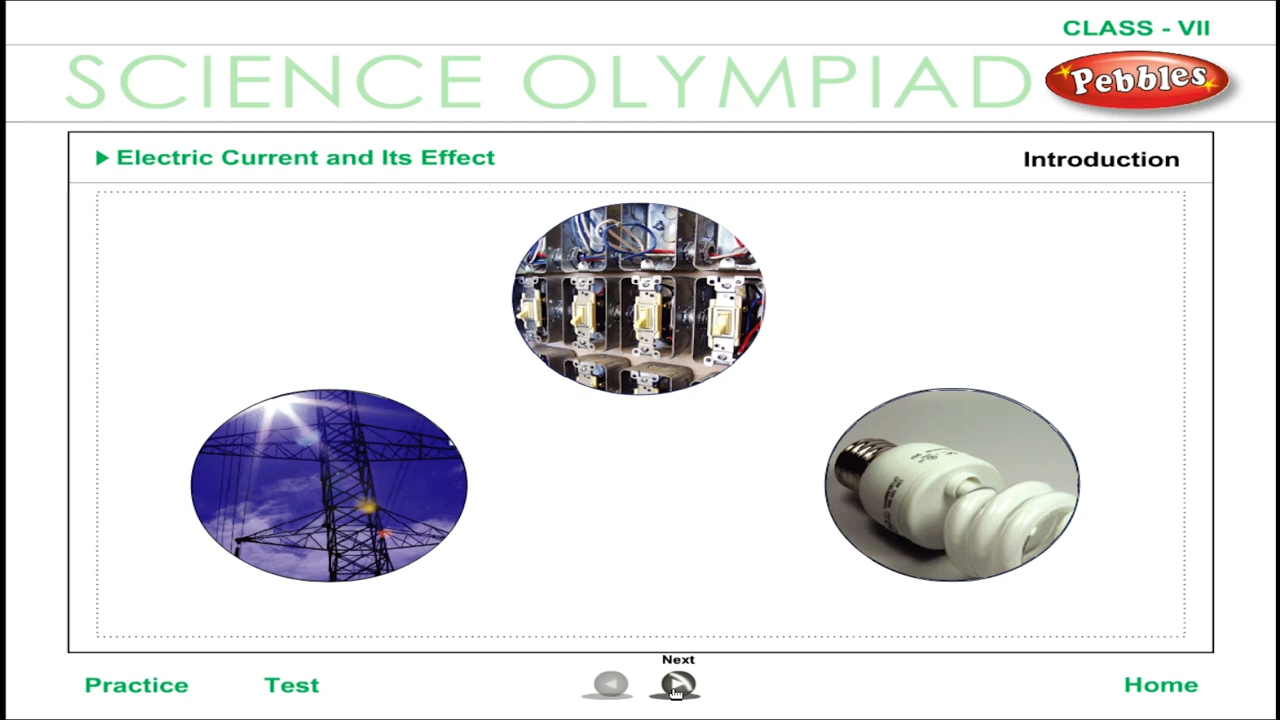 CLASS - VII
SCIENCE OLYMPIAD
Pebbles
Electric Current and Its Effect
Introduction
Next
Practice
Test
Home